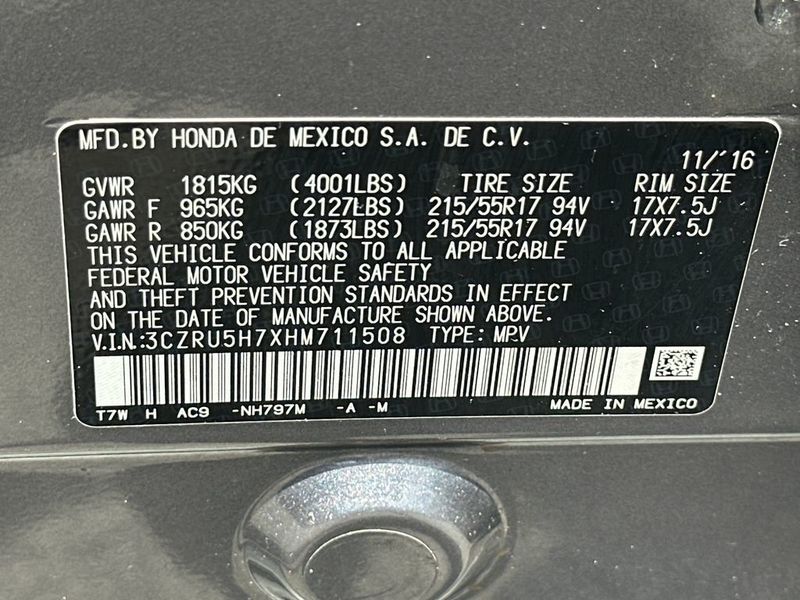 MFD.BY HONDA DE MEXICO S.A. DE C.V.
11/'16
GVWR 1815KG (4001LBS) TIRE SIZE RIM SIZE
GAWR F 965KG (2127LBS) 215/55R17 94V 17X7.5J
GAWR R 850KG (1873LBS) 215/55R17 94V 17X7.5J
THIS VEHICLE CONFORMS TO ALL APPLICABLE
FEDERAL MOTOR VEHICLE SAFETY
AND THEFT PREVENTION STANDARDS IN EFFECT
ON THE DATE OF MANUFACTURE SHOWN ABOVE.
V.I.N:3CZRU5H7XHM711508 TYPE: MPV
T7W H AC9 -NH797M -A -M MADE IN MEXICO